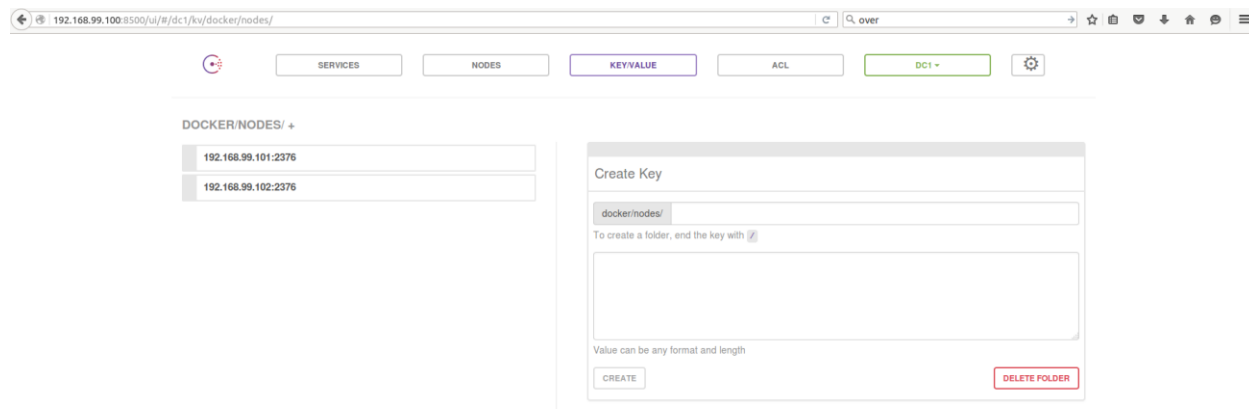 192.168.99.100:8500/ui/#/dc1/kv/docker/nodes/
over
SERVICES
NODES
KEY/VALUE
ACL
DC1
DOCKER/NODES/ +
192.168.99.101:2376
192.168.99.102:2376
Create Key
docker/nodes/
To create a folder, end the key with /
Value can be any format and length
CREATE
DELETE FOLDER